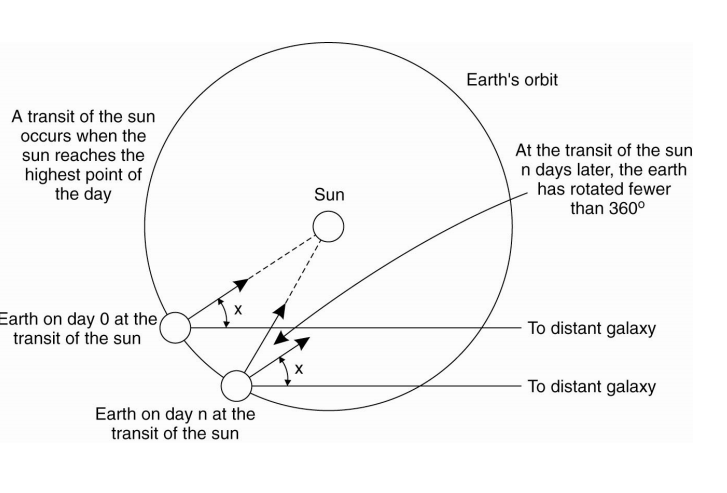 Earth's orbit
A transit of the sun
occurs when the
sun reaches the
highest point of
the day
At the transit of the sun
n days later, the earth
has rotated fewer
than 360º
Sun
x
Earth on day 0 at the
transit of the sun
To distant galaxy
x
To distant galaxy
Earth on day n at the
transit of the sun